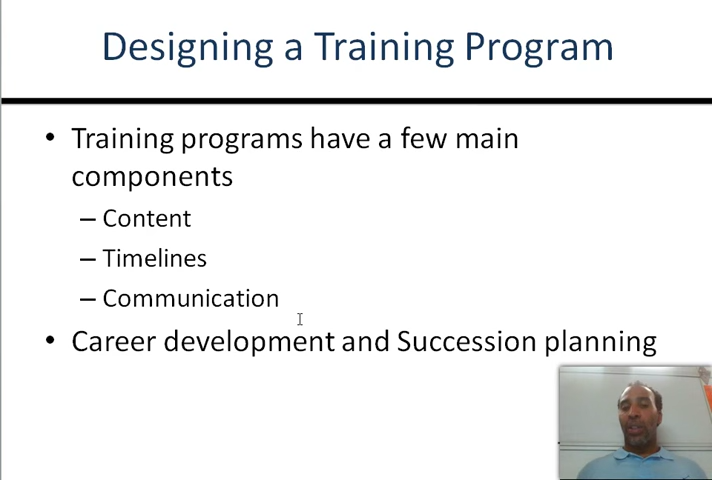 Designing a Training Program
• Training programs have a few main
components
– Content
– Timelines
– Communication
• Career development and Succession planning